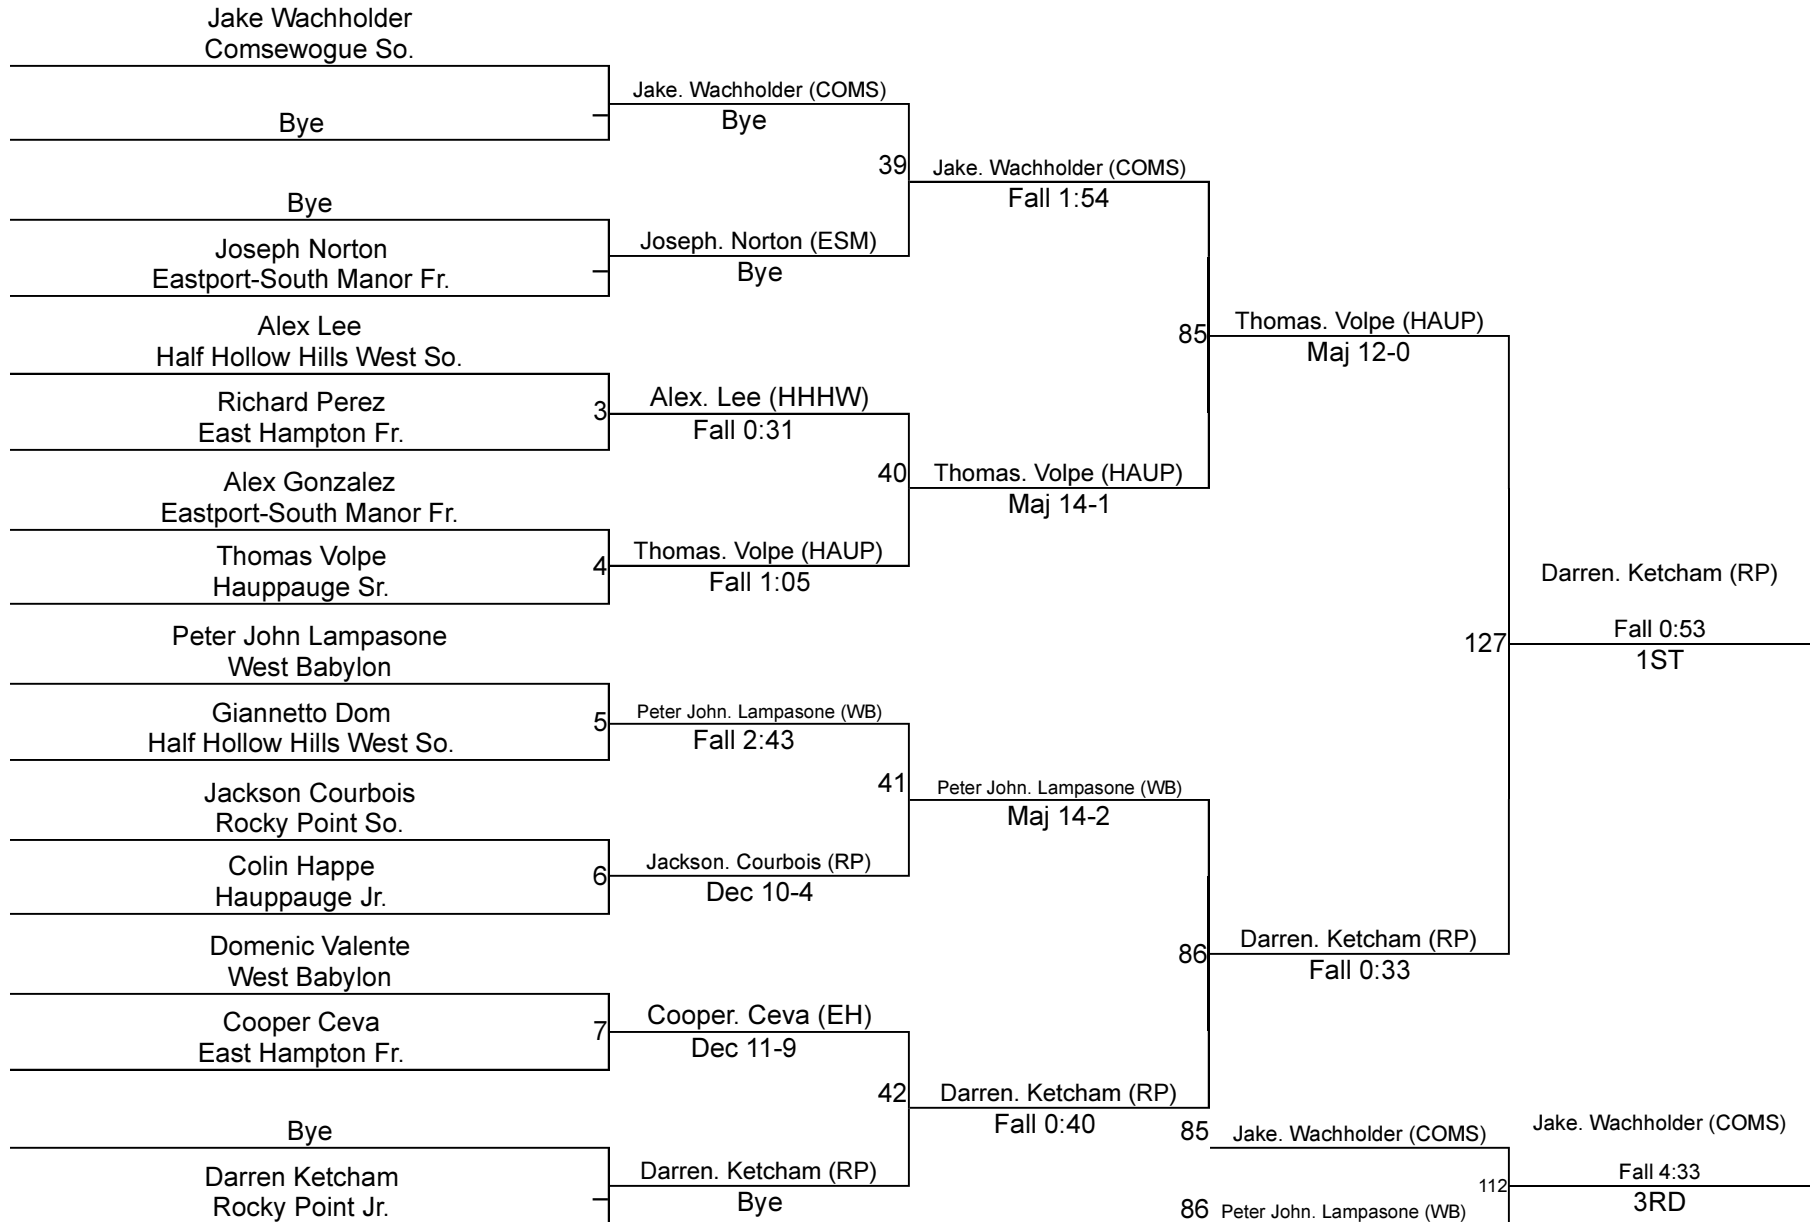 Jake Wachholder
Comsewogue So.
Bye
Bye
Joseph Norton
Eastport-South Manor Fr.
Alex Lee
Half Hollow Hills West So.
Richard Perez
East Hampton Fr.
Alex Gonzalez
Eastport-South Manor Fr.
Thomas Volpe
Hauppauge Sr.
Peter John Lampasone
West Babylon
Giannetto Dom
Half Hollow Hills West So.
Jackson Courbois
Rocky Point So.
Colin Happe
Hauppauge Jr.
Domenic Valente
West Babylon
Cooper Ceva
East Hampton Fr.
Bye
Darren Ketcham
Rocky Point Jr.
Jake. Wachholder (COMS)
Bye
Joseph. Norton (ESM)
Bye
3
Alex. Lee (HHHW)
Fall 0:31
4
Thomas. Volpe (HAUP)
Fall 1:05
5
Peter John. Lampasone (WB)
Fall 2:43
6
Jackson. Courbois (RP)
Dec 10-4
7
Cooper. Ceva (EH)
Dec 11-9
Darren. Ketcham (RP)
Bye
39
Jake. Wachholder (COMS)
Fall 1:54
40
Thomas. Volpe (HAUP)
Maj 14-1
41
Peter John. Lampasone (WB)
Maj 14-2
42
Darren. Ketcham (RP)
Fall 0:40
85
Thomas. Volpe (HAUP)
Maj 12-0
86
Darren. Ketcham (RP)
Fall 0:33
127
Darren. Ketcham (RP)
Fall 0:53
1ST
85 Jake. Wachholder (COMS)
86 Peter John. Lampasone (WB)
112
Jake. Wachholder (COMS)
Fall 4:33
3RD